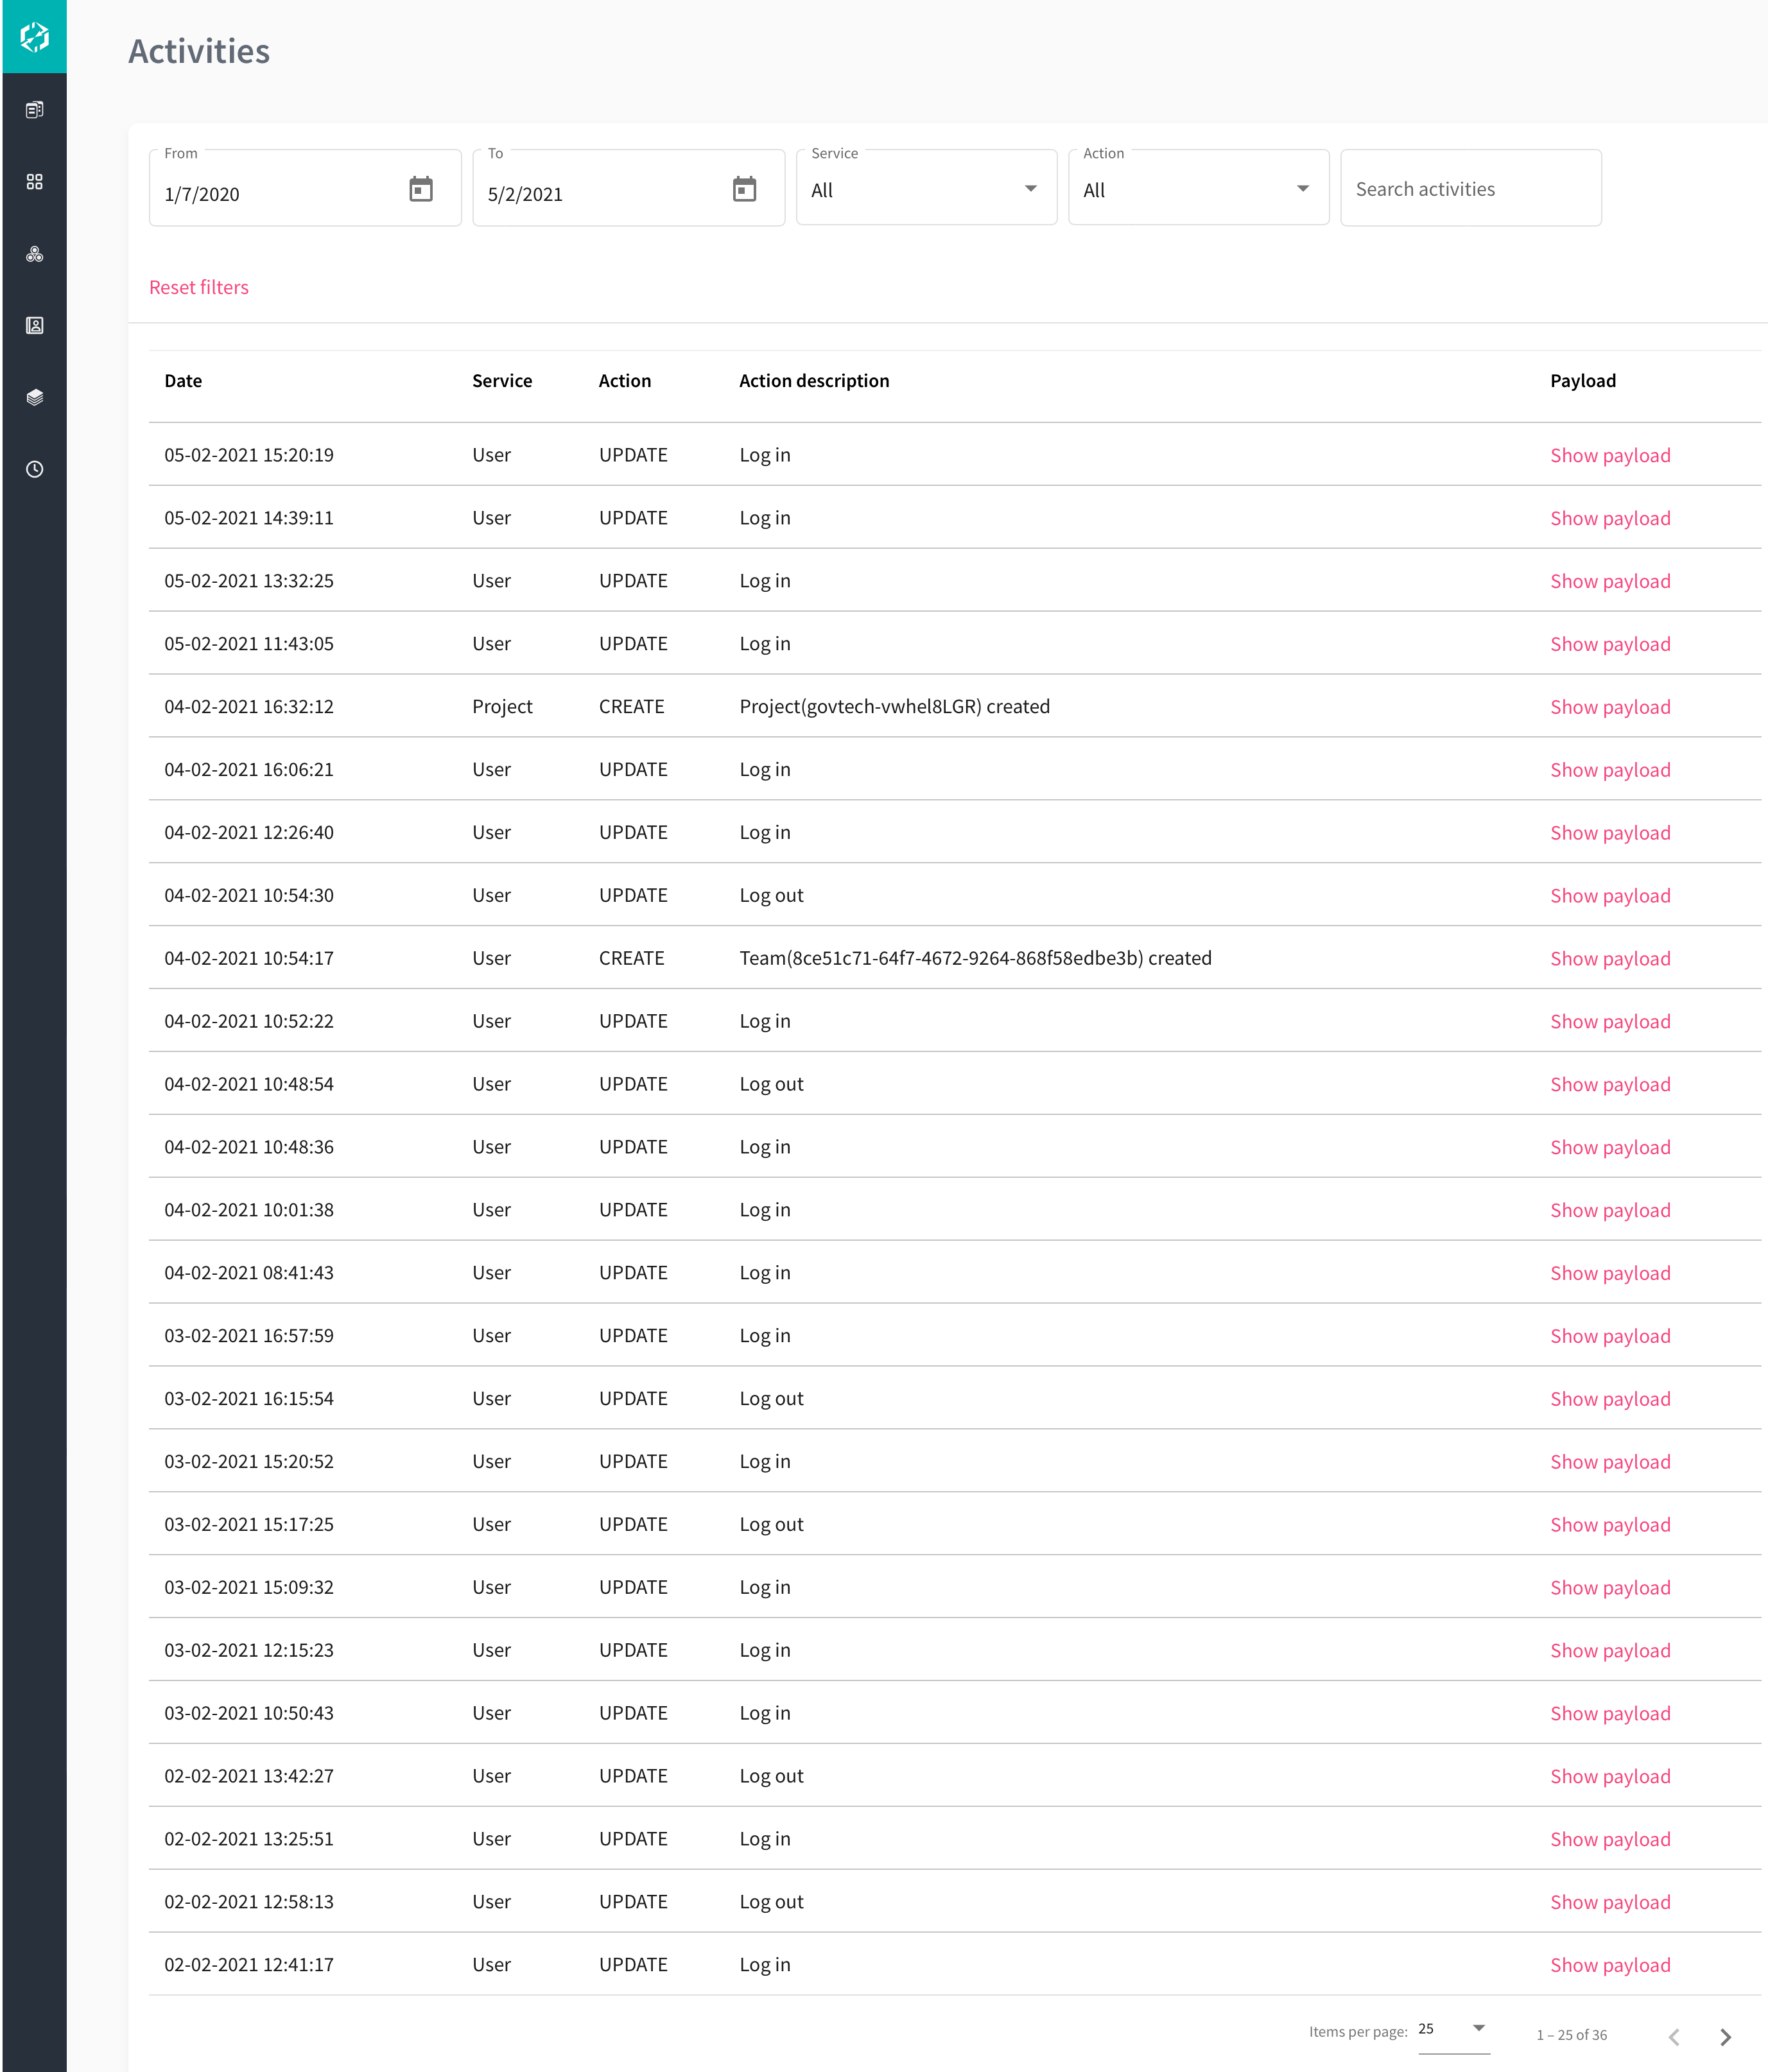 Activities
From To Service Action
1/7/2020 5/2/2021 All All Search activities
Reset filters
Date Service Action Action description Payload
05-02-2021 15:20:19 User UPDATE Log in Show payload
05-02-2021 14:39:11 User UPDATE Log in Show payload
05-02-2021 13:32:25 User UPDATE Log in Show payload
05-02-2021 11:43:05 User UPDATE Log in Show payload
04-02-2021 16:32:12 Project CREATE Project(govtech-vwhel8LGR) created Show payload
04-02-2021 16:06:21 User UPDATE Log in Show payload
04-02-2021 12:26:40 User UPDATE Log in Show payload
04-02-2021 10:54:30 User UPDATE Log out Show payload
04-02-2021 10:54:17 User CREATE Team(8ce51c71-64f7-4672-9264-868f58edbe3b) created Show payload
04-02-2021 10:52:22 User UPDATE Log in Show payload
04-02-2021 10:48:54 User UPDATE Log out Show payload
04-02-2021 10:48:36 User UPDATE Log in Show payload
04-02-2021 10:01:38 User UPDATE Log in Show payload
04-02-2021 08:41:43 User UPDATE Log in Show payload
03-02-2021 16:57:59 User UPDATE Log in Show payload
03-02-2021 16:15:54 User UPDATE Log out Show payload
03-02-2021 15:20:52 User UPDATE Log in Show payload
03-02-2021 15:17:25 User UPDATE Log out Show payload
03-02-2021 15:09:32 User UPDATE Log in Show payload
03-02-2021 12:15:23 User UPDATE Log in Show payload
03-02-2021 10:50:43 User UPDATE Log in Show payload
02-02-2021 13:42:27 User UPDATE Log out Show payload
02-02-2021 13:25:51 User UPDATE Log in Show payload
02-02-2021 12:58:13 User UPDATE Log out Show payload
02-02-2021 12:41:17 User UPDATE Log in Show payload
Items per page: 25 1 – 25 of 36